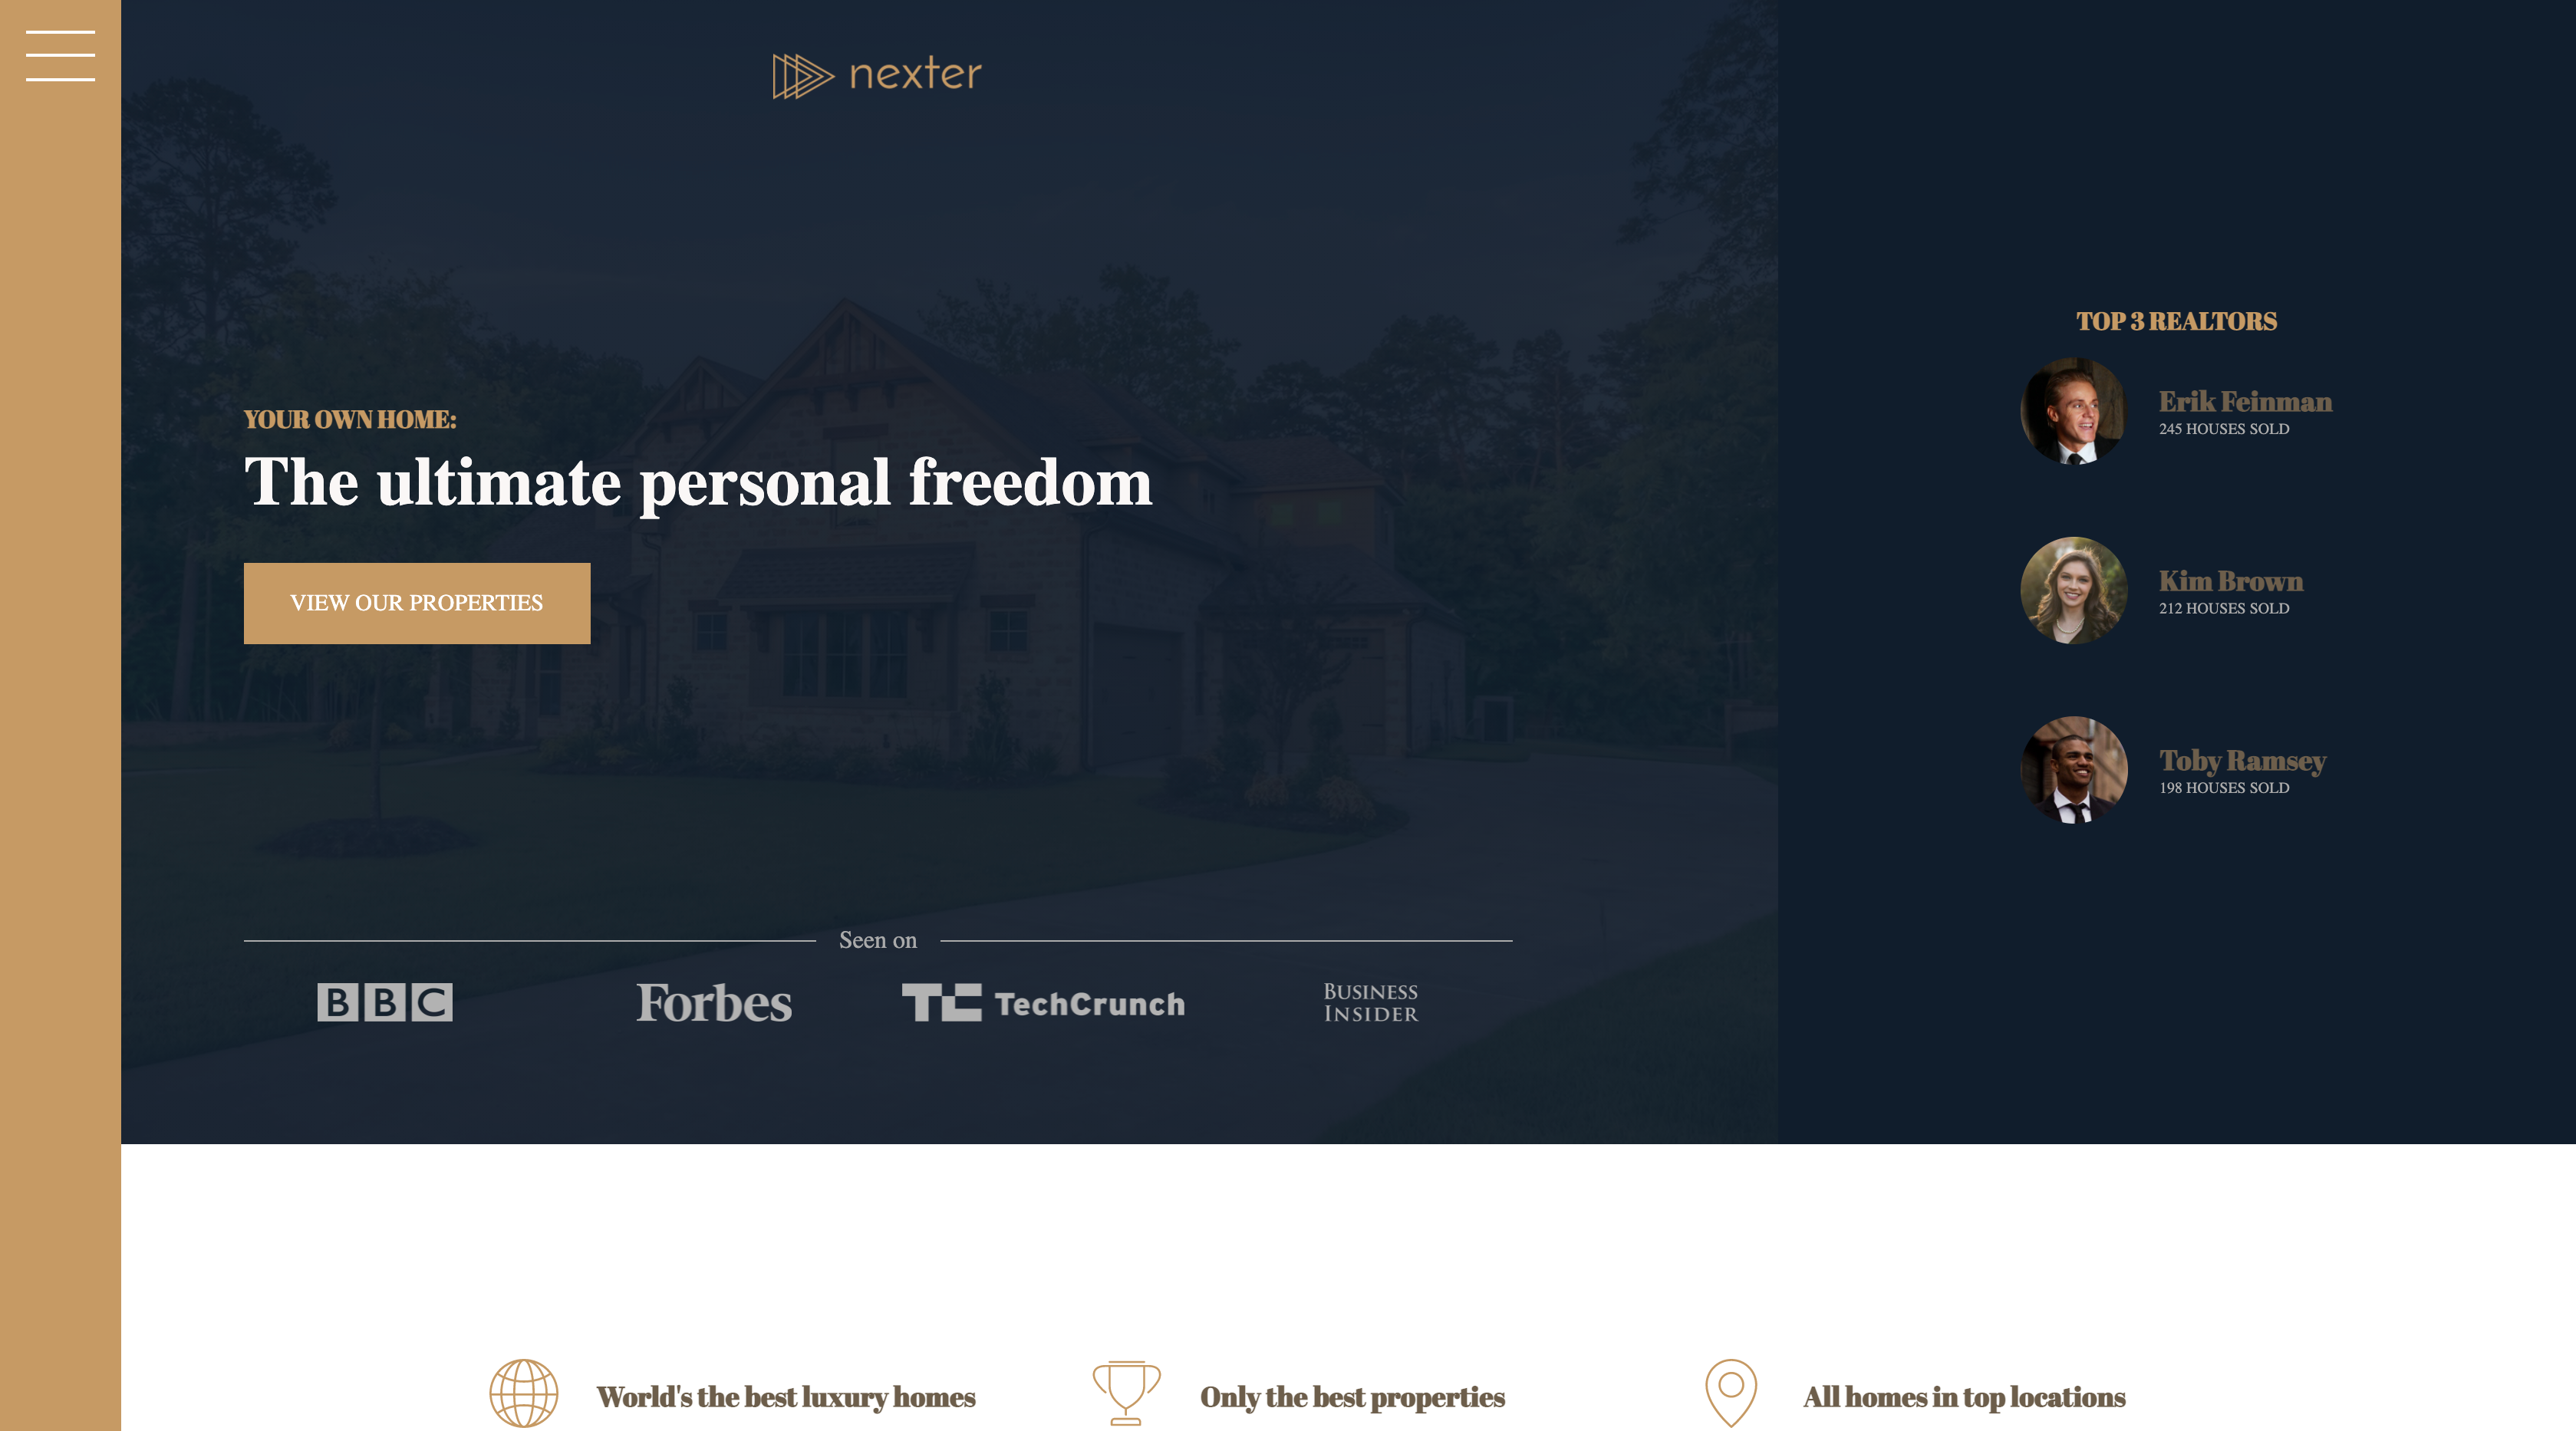 nexter
YOUR OWN HOME:
The ultimate personal freedom
VIEW OUR PROPERTIES
Seen on
BBC
Forbes
TC TechCrunch
BUSINESS
INSIDER
TOP 3 REALTORS
Erik Feinman
245 HOUSES SOLD
Kim Brown
212 HOUSES SOLD
Toby Ramsey
198 HOUSES SOLD
World's the best luxury homes
Only the best properties
All homes in top locations